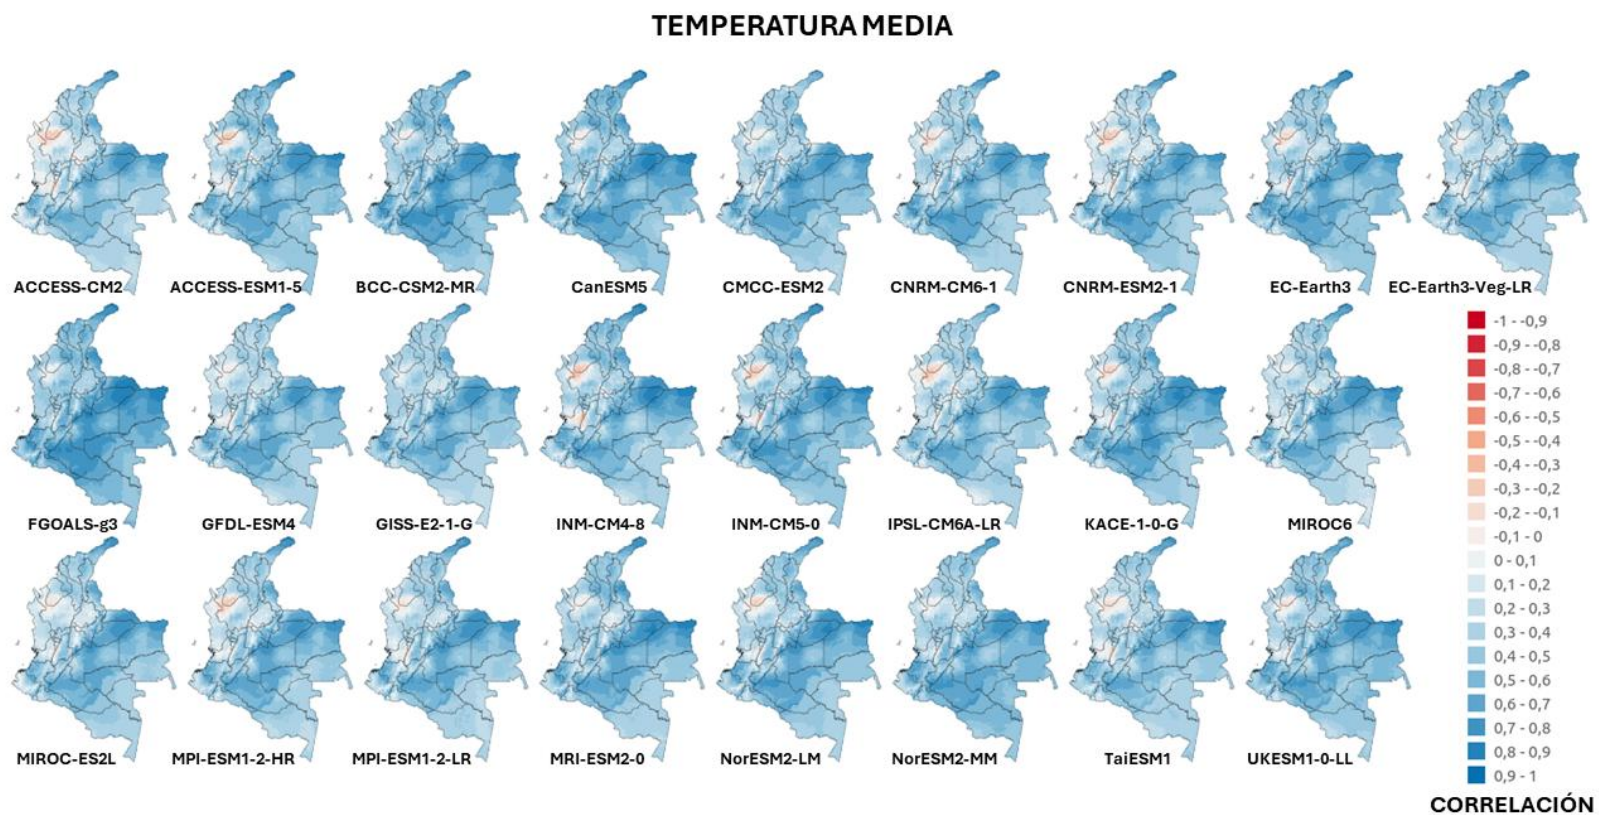 TEMPERATURA MEDIA
ACCESS-CM2 ACCESS-ESM1-5 BCC-CSM2-MR CanESM5 CMCC-ESM2 CNRM-CM6-1 CNRM-ESM2-1 EC-Earth3 EC-Earth3-Veg-LR
FGOALS-g3 GFDL-ESM4 GISS-E2-1-G INM-CM4-8 INM-CM5-0 IPSL-CM6A-LR KACE-1-0-G MIROC6
MIROC-ES2L MPI-ESM1-2-HR MPI-ESM1-2-LR MRI-ESM2-0 NorESM2-LM NorESM2-MM TaiESM1 UKESM1-0-LL
-1 - -0,9
-0,9 - -0,8
-0,8 - -0,7
-0,7 - -0,6
-0,6 - -0,5
-0,5 - -0,4
-0,4 - -0,3
-0,3 - -0,2
-0,2 - -0,1
-0,1 - 0
0 - 0,1
0,1 - 0,2
0,2 - 0,3
0,3 - 0,4
0,4 - 0,5
0,5 - 0,6
0,6 - 0,7
0,7 - 0,8
0,8 - 0,9
0,9 - 1
CORRELACIÓN